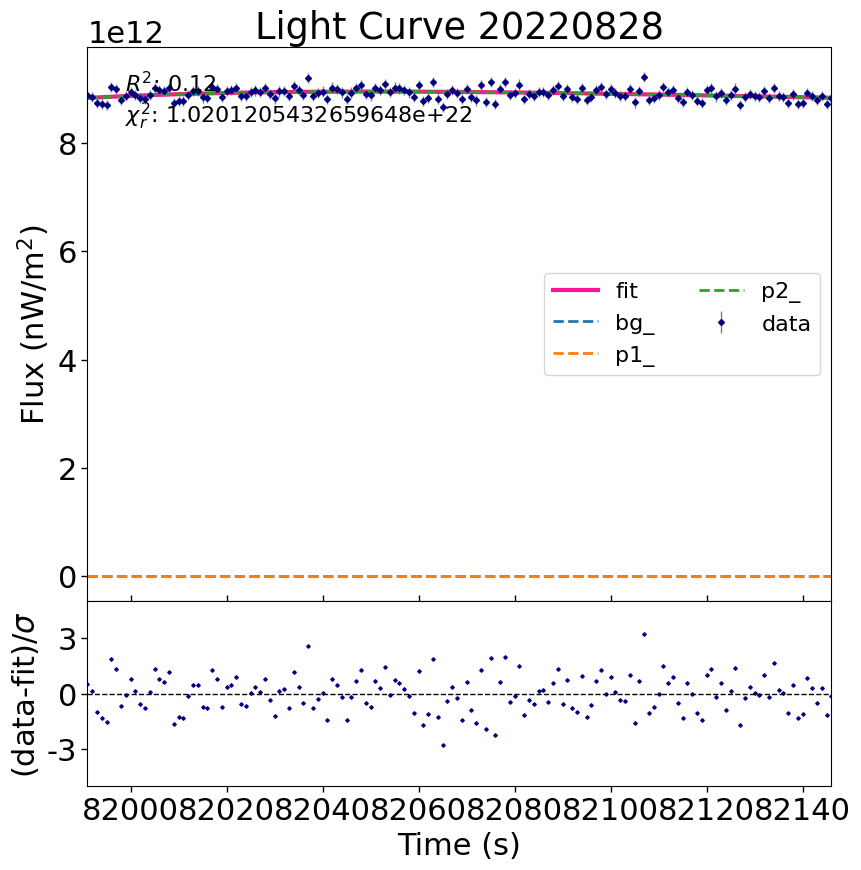 Light Curve 20220828
1e12
R²: 0.12
χ²ᵣ: 1.0201205432659648e+22
8
6
4
2
0
Flux (nW/m²)
fit
bg_
p1_
p2_
data
3
0
-3
(data-fit)/σ
82000 82020 82040 82060 82080 82100 82120 82140
Time (s)